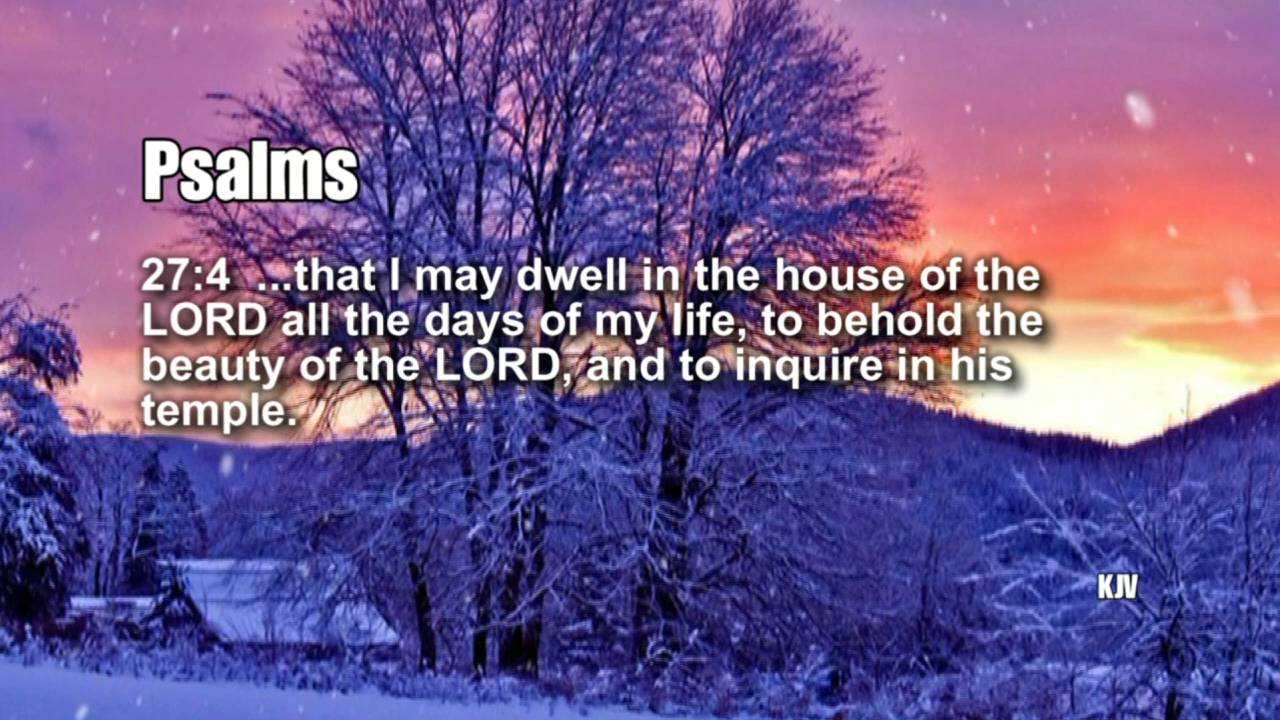 Psalms
27:4  ...that I may dwell in the house of the
LORD all the days of my life, to behold the
beauty of the LORD, and to inquire in his
temple.
KJV